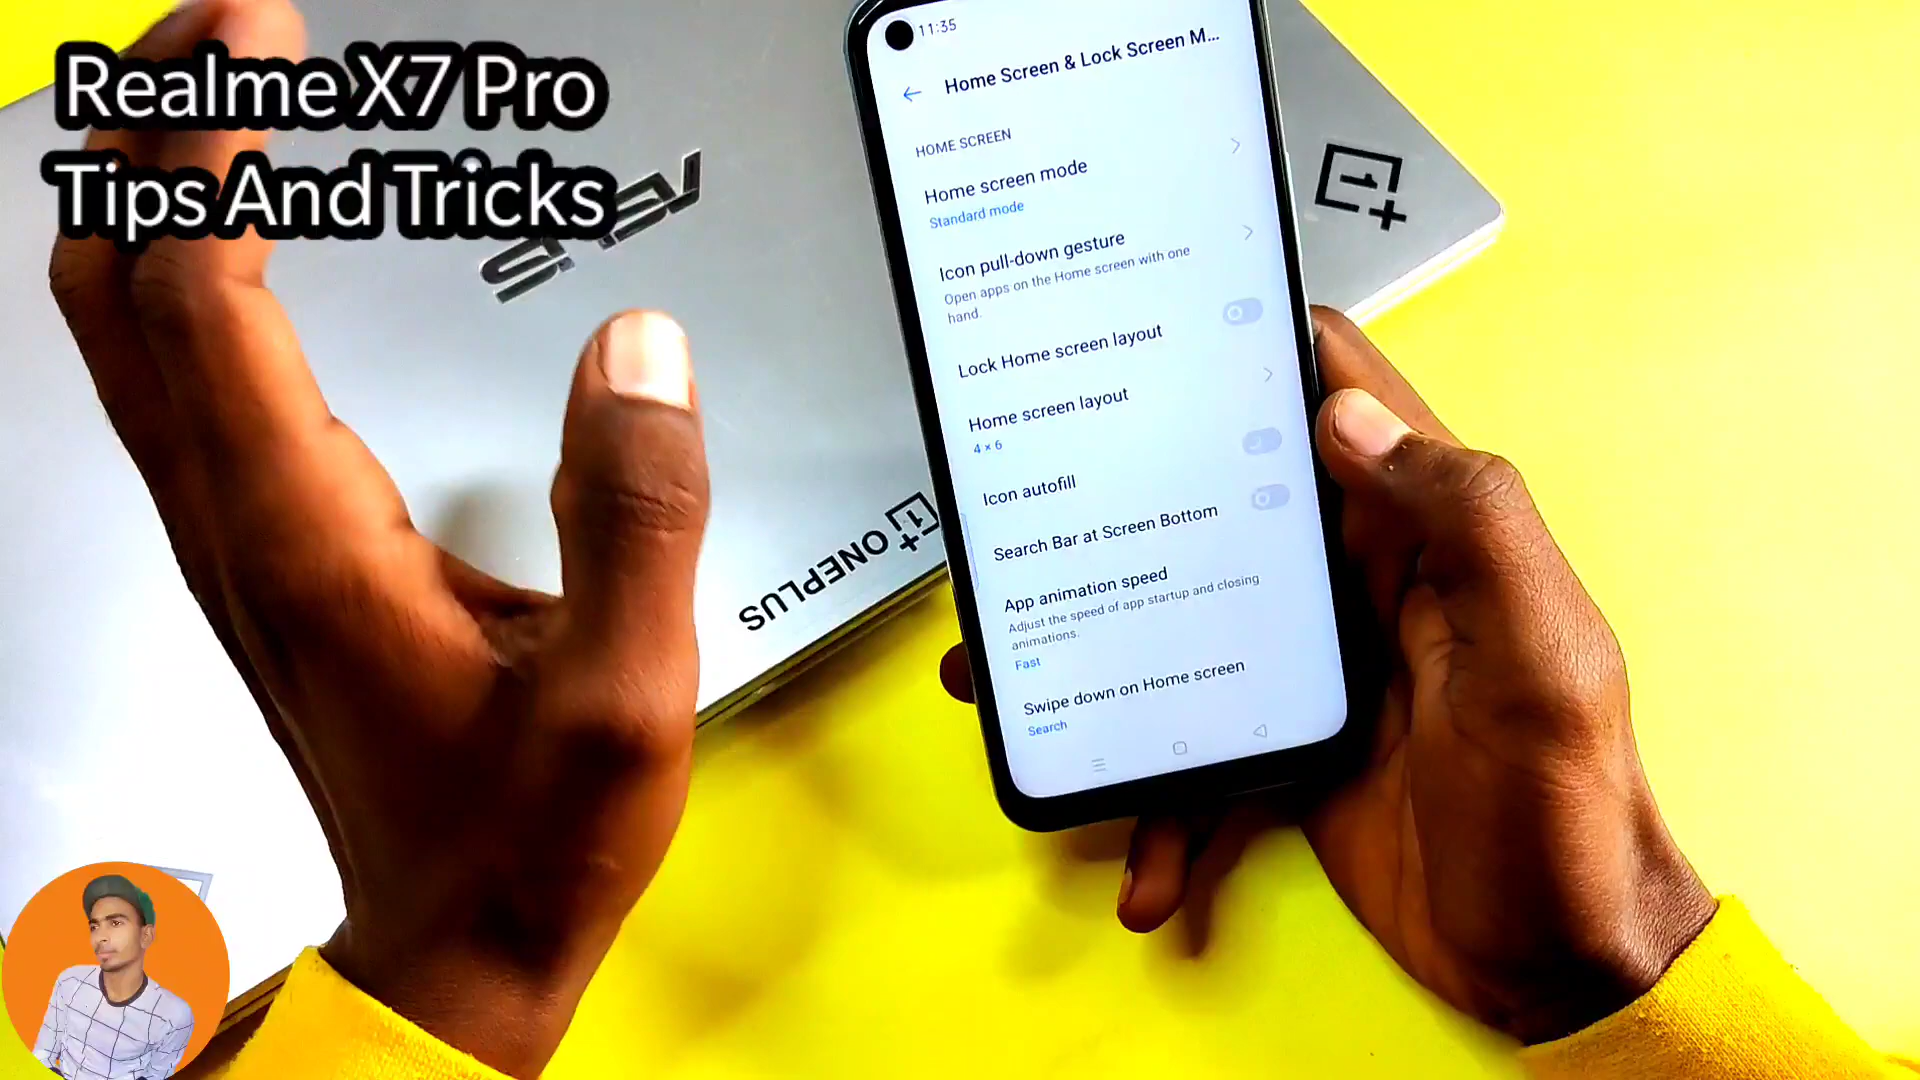 Realme X7 Pro
Tips And Tricks
11:35
Home Screen & Lock Screen M...
HOME SCREEN
Home screen mode
Standard mode
Icon pull-down gesture
Open apps on the Home screen with one
hand.
Lock Home screen layout
Home screen layout
4 × 6
Icon autofill
Search Bar at Screen Bottom
App animation speed
Adjust the speed of app startup and closing
animations.
Fast
Swipe down on Home screen
Search
ASUS
ONEPLUS